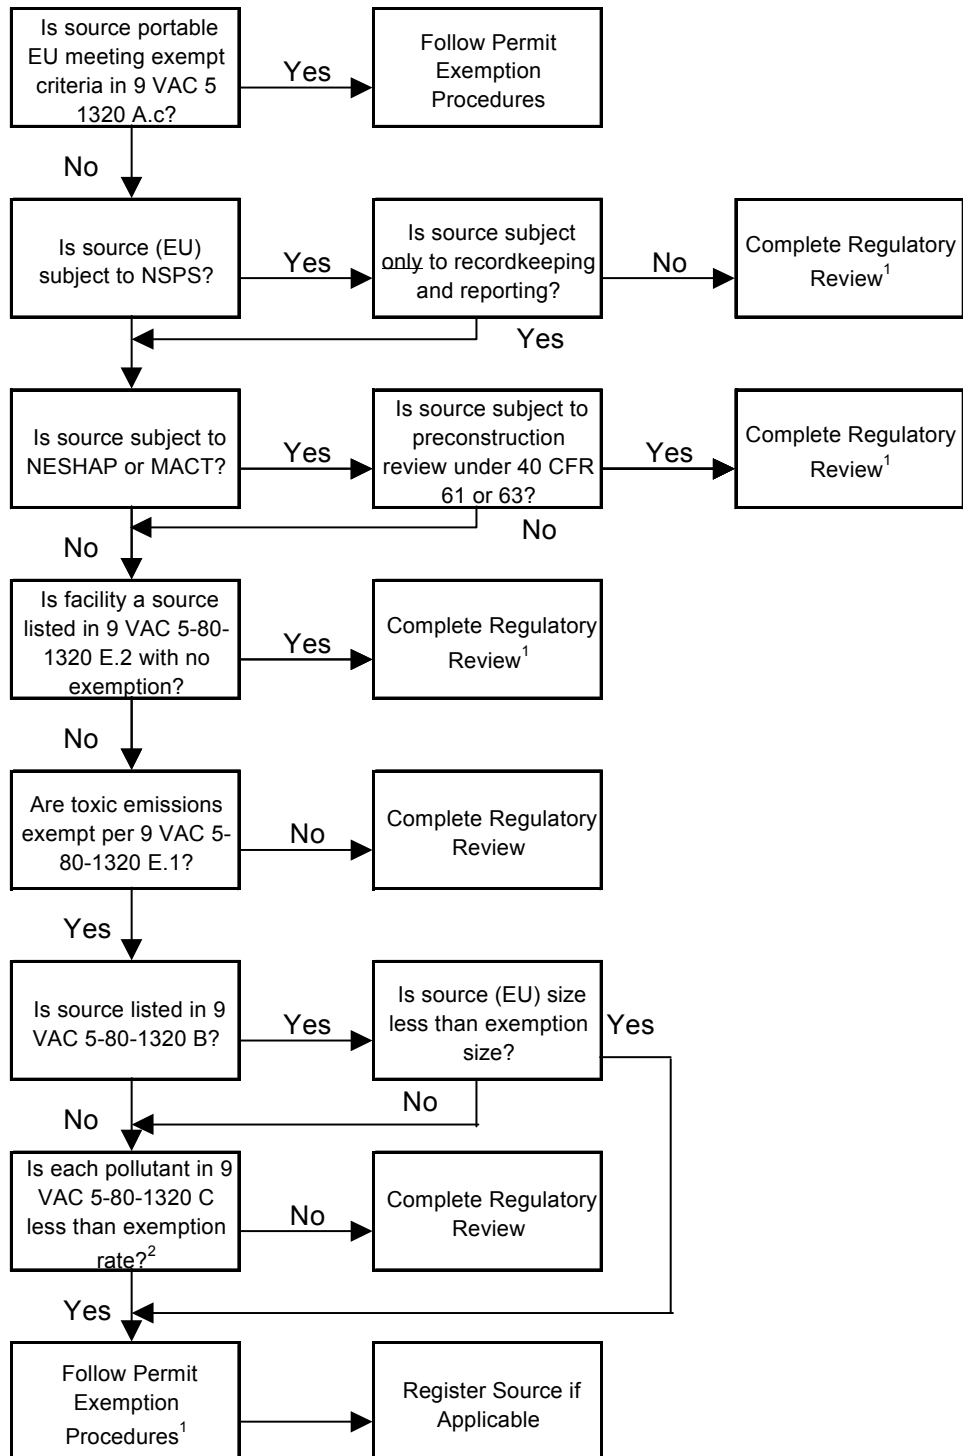 Is source portable
EU meeting exempt
criteria in 9 VAC 5
1320 A.c?
Yes
Follow Permit
Exemption
Procedures
No
Is source (EU)
subject to NSPS?
Yes
Is source subject
only to recordkeeping
and reporting?
No
Complete Regulatory
Review1
Yes
Is source subject to
NESHAP or MACT?
Yes
Is source subject to
preconstruction
review under 40 CFR
61 or 63?
Yes
Complete Regulatory
Review1
No
No
Is facility a source
listed in 9 VAC 5-80-
1320 E.2 with no
exemption?
Yes
Complete Regulatory
Review1
No
Are toxic emissions
exempt per 9 VAC 5-
80-1320 E.1?
No
Complete Regulatory
Review
Yes
Is source listed in 9
VAC 5-80-1320 B?
Yes
Is source (EU) size
less than exemption
size?
Yes
No
No
Is each pollutant in 9
VAC 5-80-1320 C
less than exemption
rate?2
No
Complete Regulatory
Review
Yes
Follow Permit
Exemption
Procedures1
Register Source if
Applicable